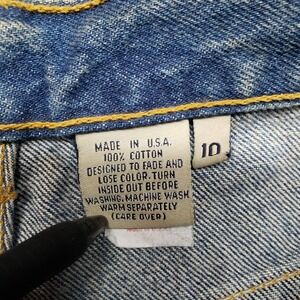 MADE IN U.S.A.
100% COTTON
DESIGNED TO FADE AND
LOSE COLOR. TURN
INSIDE OUT BEFORE
WASHING. MACHINE WASH
WARM SEPARATELY
(CARE OVER)
10